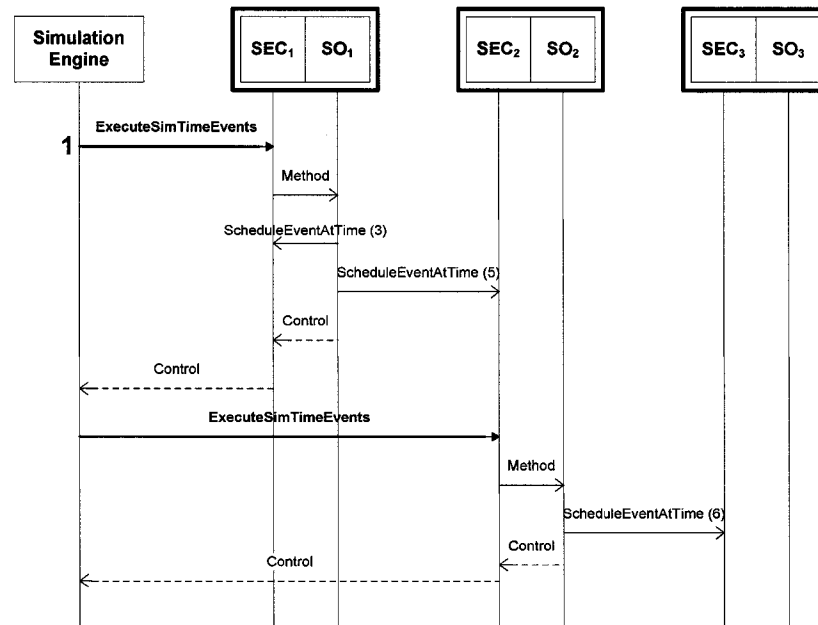 Simulation
Engine
SEC₁ SO₁
SEC₂ SO₂
SEC₃ SO₃
ExecuteSimTimeEvents
1
Method
ScheduleEventAtTime (3)
ScheduleEventAtTime (5)
Control
Control
ExecuteSimTimeEvents
Method
ScheduleEventAtTime (6)
Control
Control